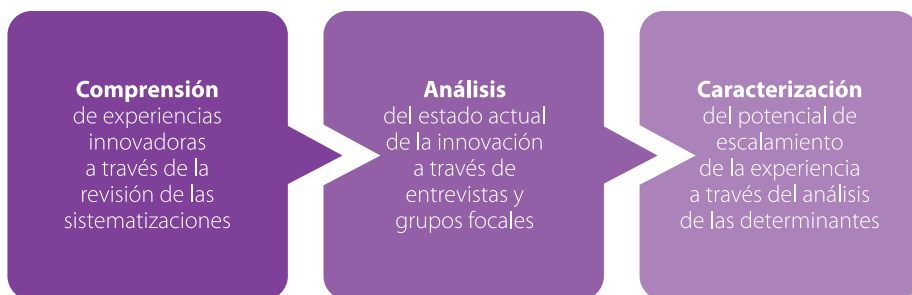 Comprensión
de experiencias
innovadoras
a través de la
revisión de las
sistematizaciones
Análisis
del estado actual
de la innovación
a través de
entrevistas y
grupos focales
Caracterización
del potencial de
escalamiento
de la experiencia
a través del análisis
de las determinantes